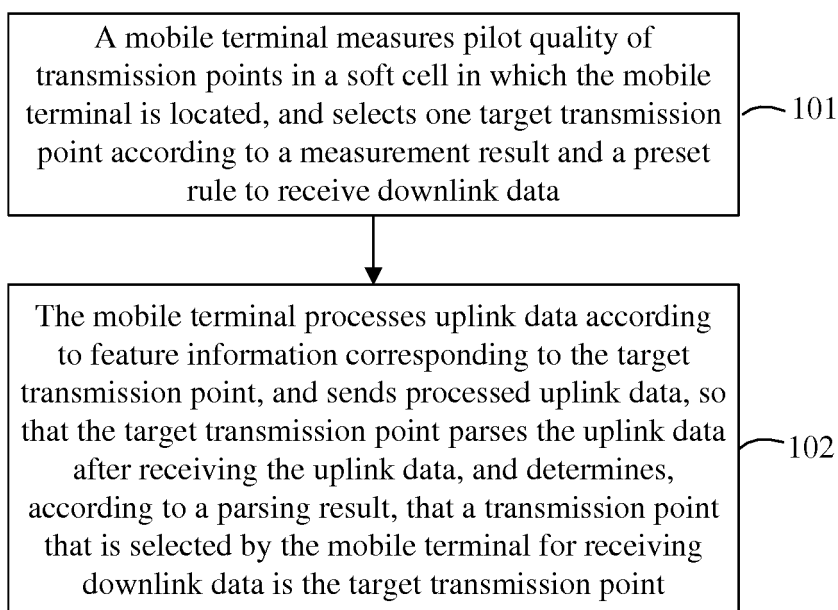 A mobile terminal measures pilot quality of
transmission points in a soft cell in which the mobile
terminal is located, and selects one target transmission
point according to a measurement result and a preset
rule to receive downlink data
101
The mobile terminal processes uplink data according
to feature information corresponding to the target
transmission point, and sends processed uplink data, so
that the target transmission point parses the uplink data
after receiving the uplink data, and determines,
according to a parsing result, that a transmission point
that is selected by the mobile terminal for receiving
downlink data is the target transmission point
102